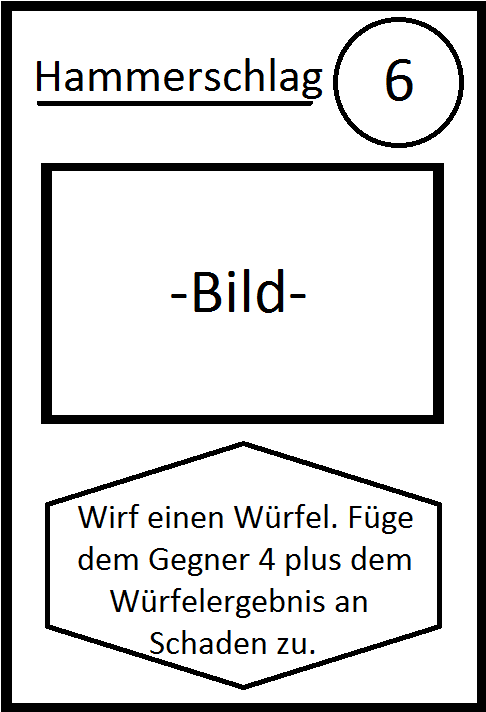 Hammerschlag
6
-Bild-
Wirf einen Würfel. Füge
dem Gegner 4 plus dem
Würfelergebnis an
Schaden zu.